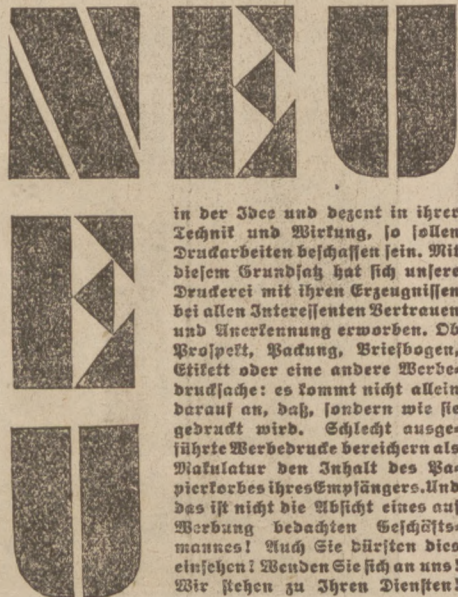 NEU
E
U
in der Idee und dezent in ihrer
Technik und Wirkung, so sollen
Druckarbeiten beschaffen sein. Mit
diesem Grundsatz hat sich unsere
Druckerei mit ihren Erzeugnissen
bei allen Interessenten Vertrauen
und Anerkennung erworben. Ob
Prospekt, Packung, Briefbogen,
Etikett oder eine andere Werbe-
drucksache: es kommt nicht allein
darauf an, daß, sondern wie sie
gedruckt wird. Schlecht ausge-
führte Werbedrucke bereichern als
Makulatur den Inhalt des Pa-
pierkorbes ihres Empfängers. Und
das ist nicht die Absicht eines auf
Werbung bedachten Geschäfts-
mannes! Auch Sie dürften dies
einsehen? Wenden Sie sich an uns!
Wir stehen zu Ihren Diensten!